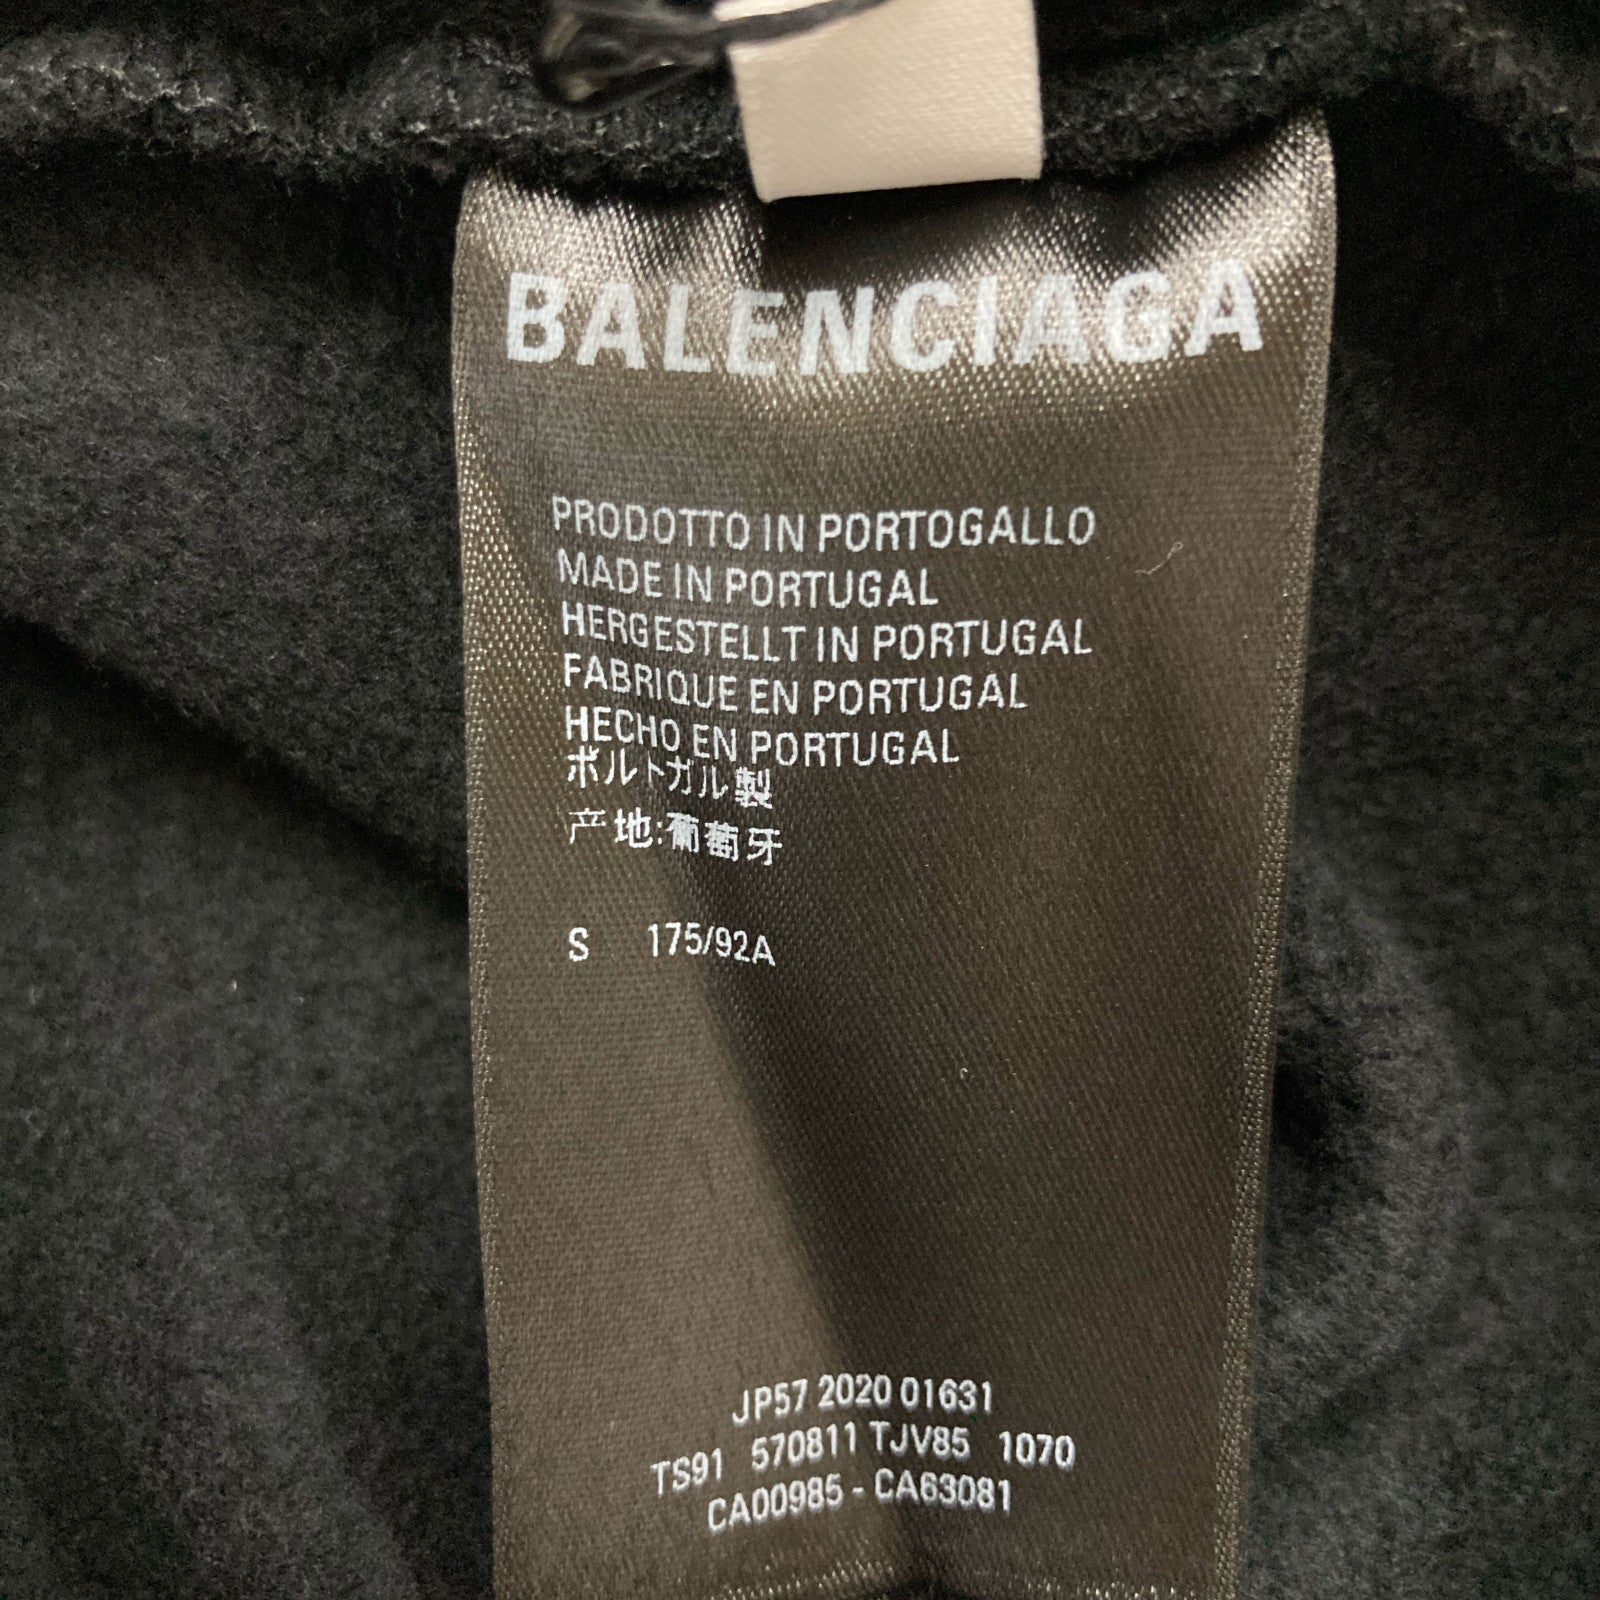 BALENCIAGA
PRODOTTO IN PORTOGALLO
MADE IN PORTUGAL
HERGESTELLT IN PORTUGAL
FABRIQUE EN PORTUGAL
HECHO EN PORTUGAL
ポルトガル製
产地:葡萄牙
S 175/92A
JP57 2020 01631
TS91 570811 TJV85 1070
CA00985 - CA63081